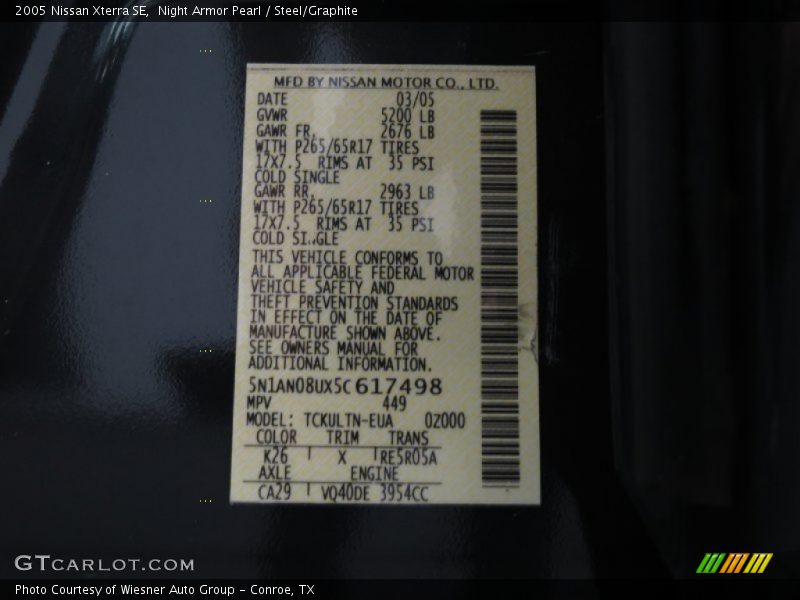 2005 Nissan Xterra SE, Night Armor Pearl / Steel/Graphite
MFD BY NISSAN MOTOR CO., LTD.
DATE 03/05
GVWR 5200 LB
GAWR FR. 2676 LB
WITH P265/65R17 TIRES
17X7.5 RIMS AT 35 PSI
COLD SINGLE
GAWR RR. 2963 LB
WITH P265/65R17 TIRES
17X7.5 RIMS AT 35 PSI
COLD SI..GLE
THIS VEHICLE CONFORMS TO
ALL APPLICABLE FEDERAL MOTOR
VEHICLE SAFETY AND
THEFT PREVENTION STANDARDS
IN EFFECT ON THE DATE OF
MANUFACTURE SHOWN ABOVE.
SEE OWNERS MANUAL FOR
ADDITIONAL INFORMATION.
5N1AN08UX5C617498
MPV 449
MODEL: TCKULTN-EUA 0Z000
COLOR TRIM TRANS
K26 X RE5R05A
AXLE ENGINE
CA29 VQ40DE 3954CC
GTCARLOT.COM
Photo Courtesy of Wiesner Auto Group - Conroe, TX